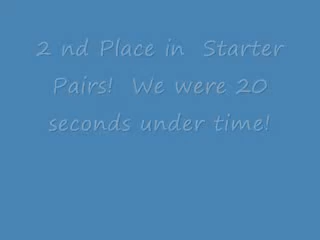 2 nd Place in Starter
Pairs! We were 20
seconds under time!